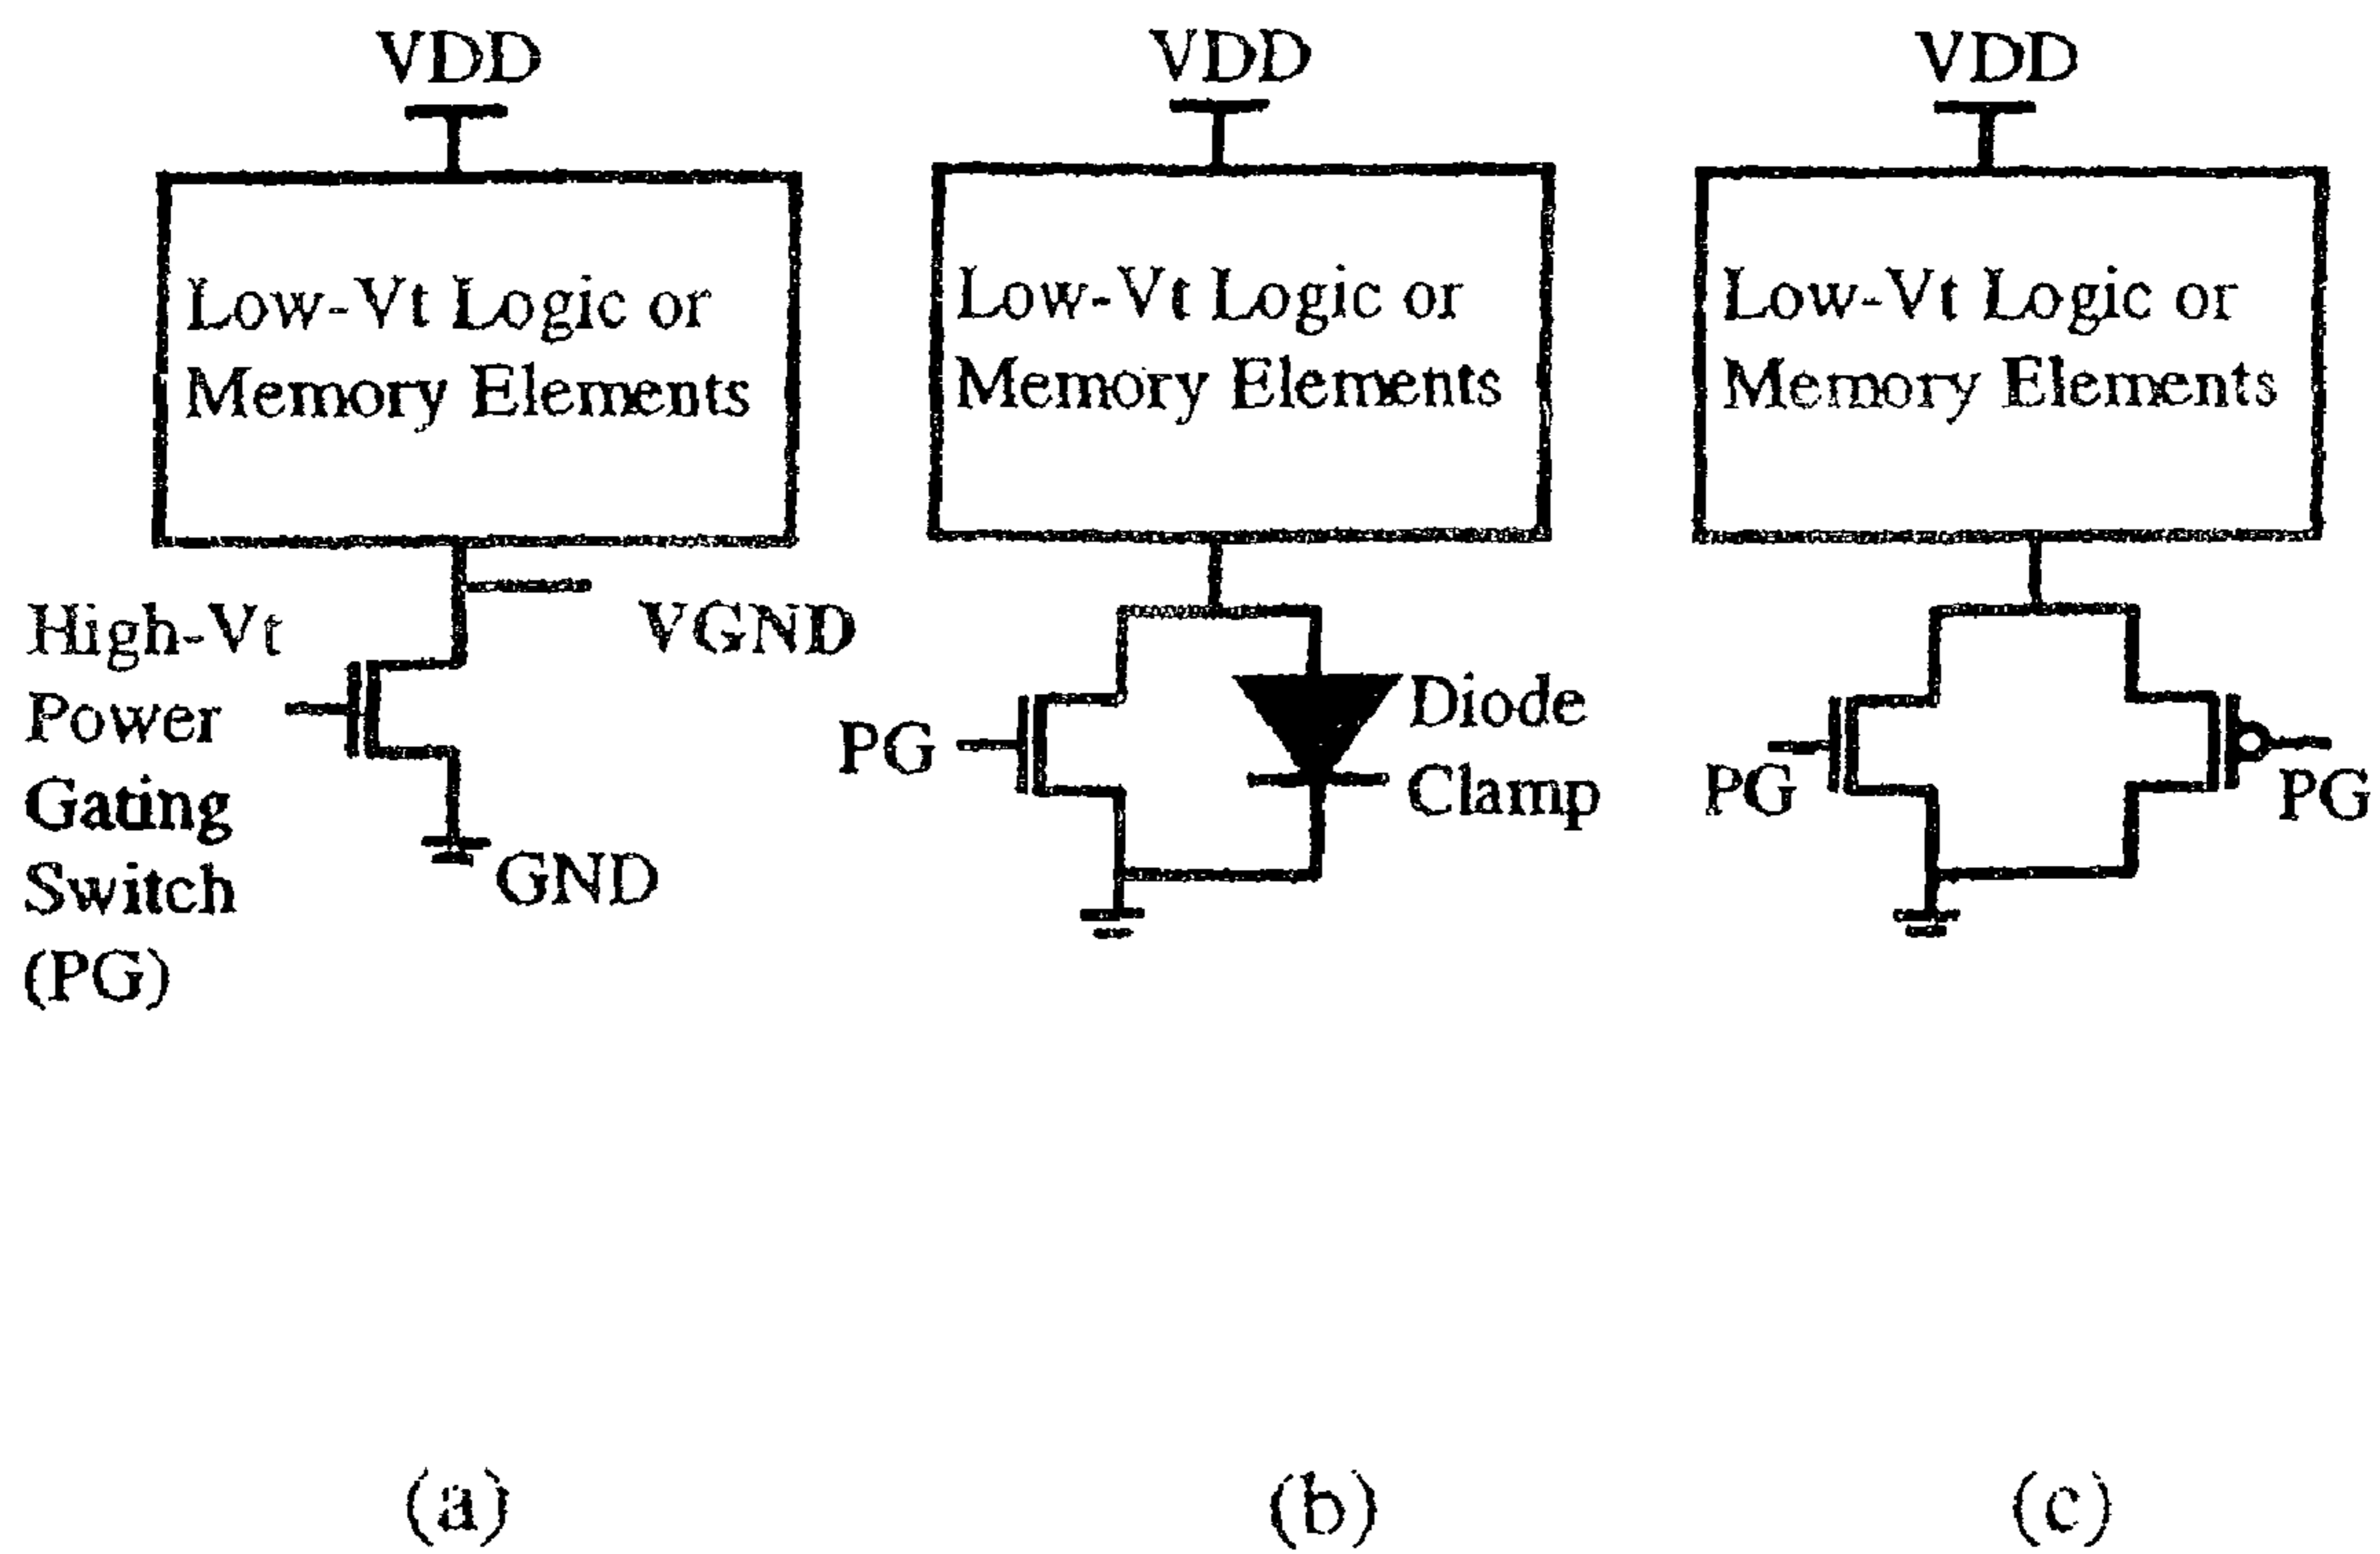 VDD
Low-Vt Logic or
Memory Elements
VGND
High-Vt
Power
Gating
Switch
(PG)
GND
(a)
VDD
Low-Vt Logic or
Memory Elements
PG
Diode
Clamp
(b)
VDD
Low-Vt Logic or
Memory Elements
PG
PG
(c)